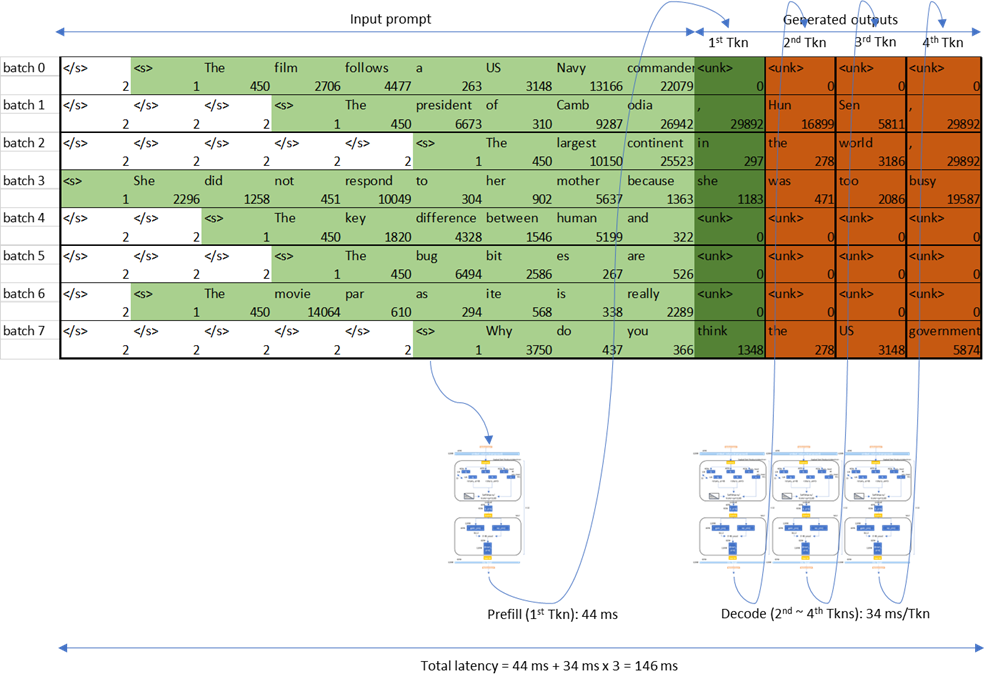 Input prompt Generated outputs
1st Tkn 2nd Tkn 3rd Tkn 4th Tkn
batch 0 </s> <s> The film follows a US Navy commander <unk> <unk> <unk> <unk>
2 1 450 2706 4477 263 3148 13166 22079 0 0 0 0
batch 1 </s> </s> </s> <s> The president of Camb odia , Hun Sen ,
2 2 2 1 450 6673 310 9287 26942 29892 16899 5811 29892
batch 2 </s> </s> </s> </s> </s> <s> The largest continent in the world ,
2 2 2 2 2 1 450 10150 25523 297 278 3186 29892
batch 3 <s> She did not respond to her mother because she was too busy
1 2296 1258 451 10049 304 902 5637 1363 1183 471 2086 19587
batch 4 </s> </s> <s> The key difference between human and <unk> <unk> <unk> <unk>
2 2 1 450 1820 4328 1546 5199 322 0 0 0 0
batch 5 </s> </s> </s> <s> The bug bit es are <unk> <unk> <unk> <unk>
2 2 2 1 450 6494 2586 267 526 0 0 0 0
batch 6 </s> <s> The movie par as ite is really <unk> <unk> <unk> <unk>
2 1 450 14064 610 294 568 338 2289 0 0 0 0
batch 7 </s> </s> </s> </s> </s> <s> Why do you think the US government
2 2 2 2 2 1 3750 437 366 1348 278 3148 5874
Prefill (1st Tkn): 44 ms Decode (2nd ~ 4th Tkns): 34 ms/Tkn
Total latency = 44 ms + 34 ms x 3 = 146 ms